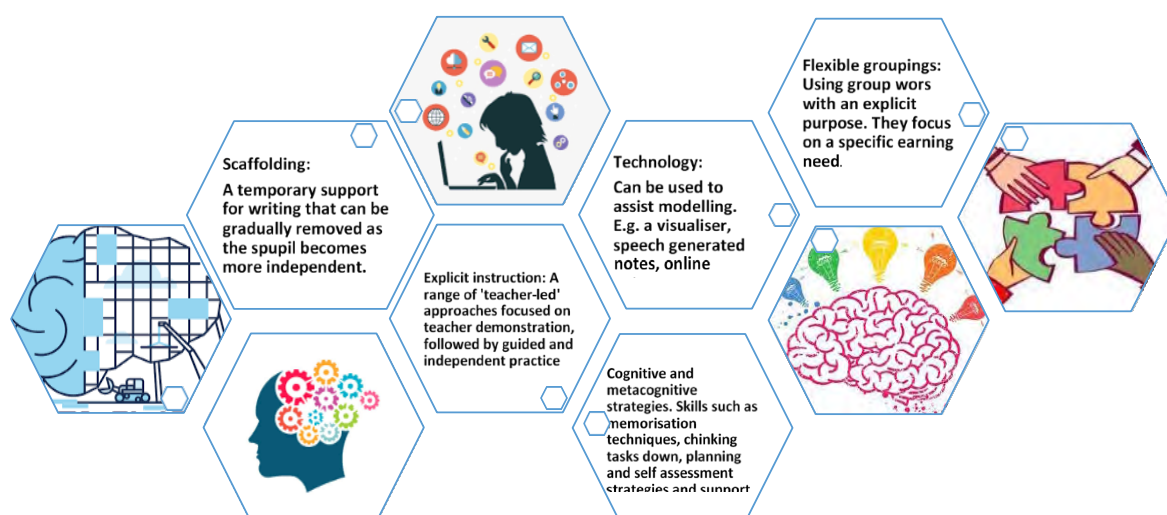 Scaffolding:
A temporary support
for writing that can be
gradually removed as
the spupil becomes
more independent.
Explicit instruction: A
range of 'teacher-led'
approaches focused on
teacher demonstration,
followed by guided and
independent practice
Technology:
Can be used to
assist modelling.
E.g. a visualiser,
speech generated
notes, online
Cognitive and
metacognitive
strategies. Skills such as
memorisation
techniques, chinking
tasks down, planning
and self assessment
strategies and support
Flexible groupings:
Using group wors
with an explicit
purpose. They focus
on a specific earning
need.